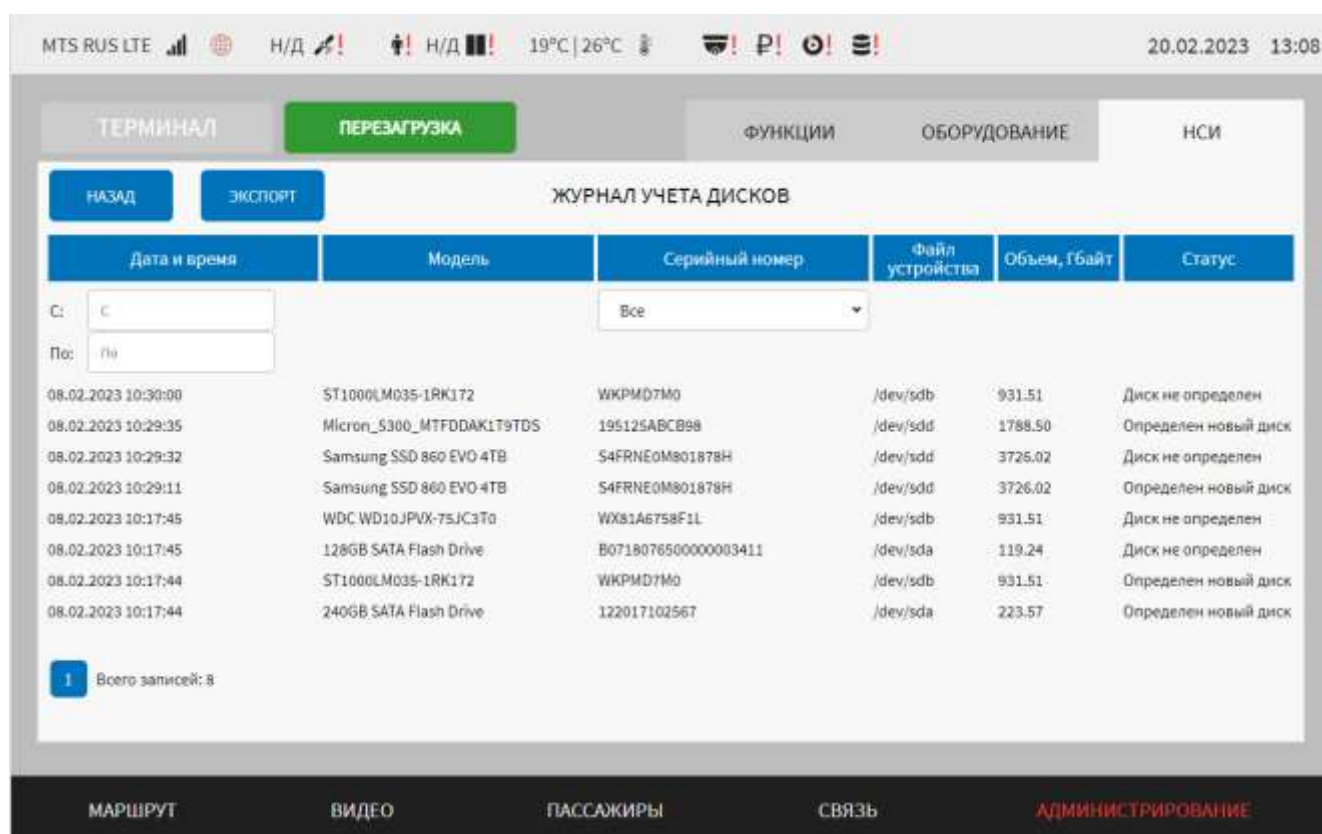 MTS RUS LTE Н/Д ! ! Н/Д ! 19°C | 26°C ! ₽! ! ! 20.02.2023 13:08
ТЕРМИНАЛ ПЕРЕЗАГРУЗКА ФУНКЦИИ ОБОРУДОВАНИЕ НСИ
НАЗАД ЭКСПОРТ ЖУРНАЛ УЧЕТА ДИСКОВ
Дата и время Модель Серийный номер Файл устройства Объем, Гбайт Статус
С: С Все
По: По
08.02.2023 10:30:00 ST1000LM035-1RK172 WKPMD7M0 /dev/sdb 931.51 Диск не определен
08.02.2023 10:29:35 Micron_5300_MTFDDAK1T9TDS 195125ABCB98 /dev/sdd 1788.50 Определен новый диск
08.02.2023 10:29:32 Samsung SSD 860 EVO 4TB S4FRNE0M801878H /dev/sdd 3726.02 Диск не определен
08.02.2023 10:29:11 Samsung SSD 860 EVO 4TB S4FRNE0M801878H /dev/sdd 3726.02 Определен новый диск
08.02.2023 10:17:45 WDC WD10JPVX-75JC3T0 WX81A6758F1L /dev/sdb 931.51 Диск не определен
08.02.2023 10:17:45 128GB SATA Flash Drive B0718076500000003411 /dev/sda 119.24 Диск не определен
08.02.2023 10:17:44 ST1000LM035-1RK172 WKPMD7M0 /dev/sdb 931.51 Определен новый диск
08.02.2023 10:17:44 240GB SATA Flash Drive 122017102567 /dev/sda 223.57 Определен новый диск
1 Всего записей: 8
МАРШРУТ ВИДЕО ПАССАЖИРЫ СВЯЗЬ АДМИНИСТРИРОВАНИЕ